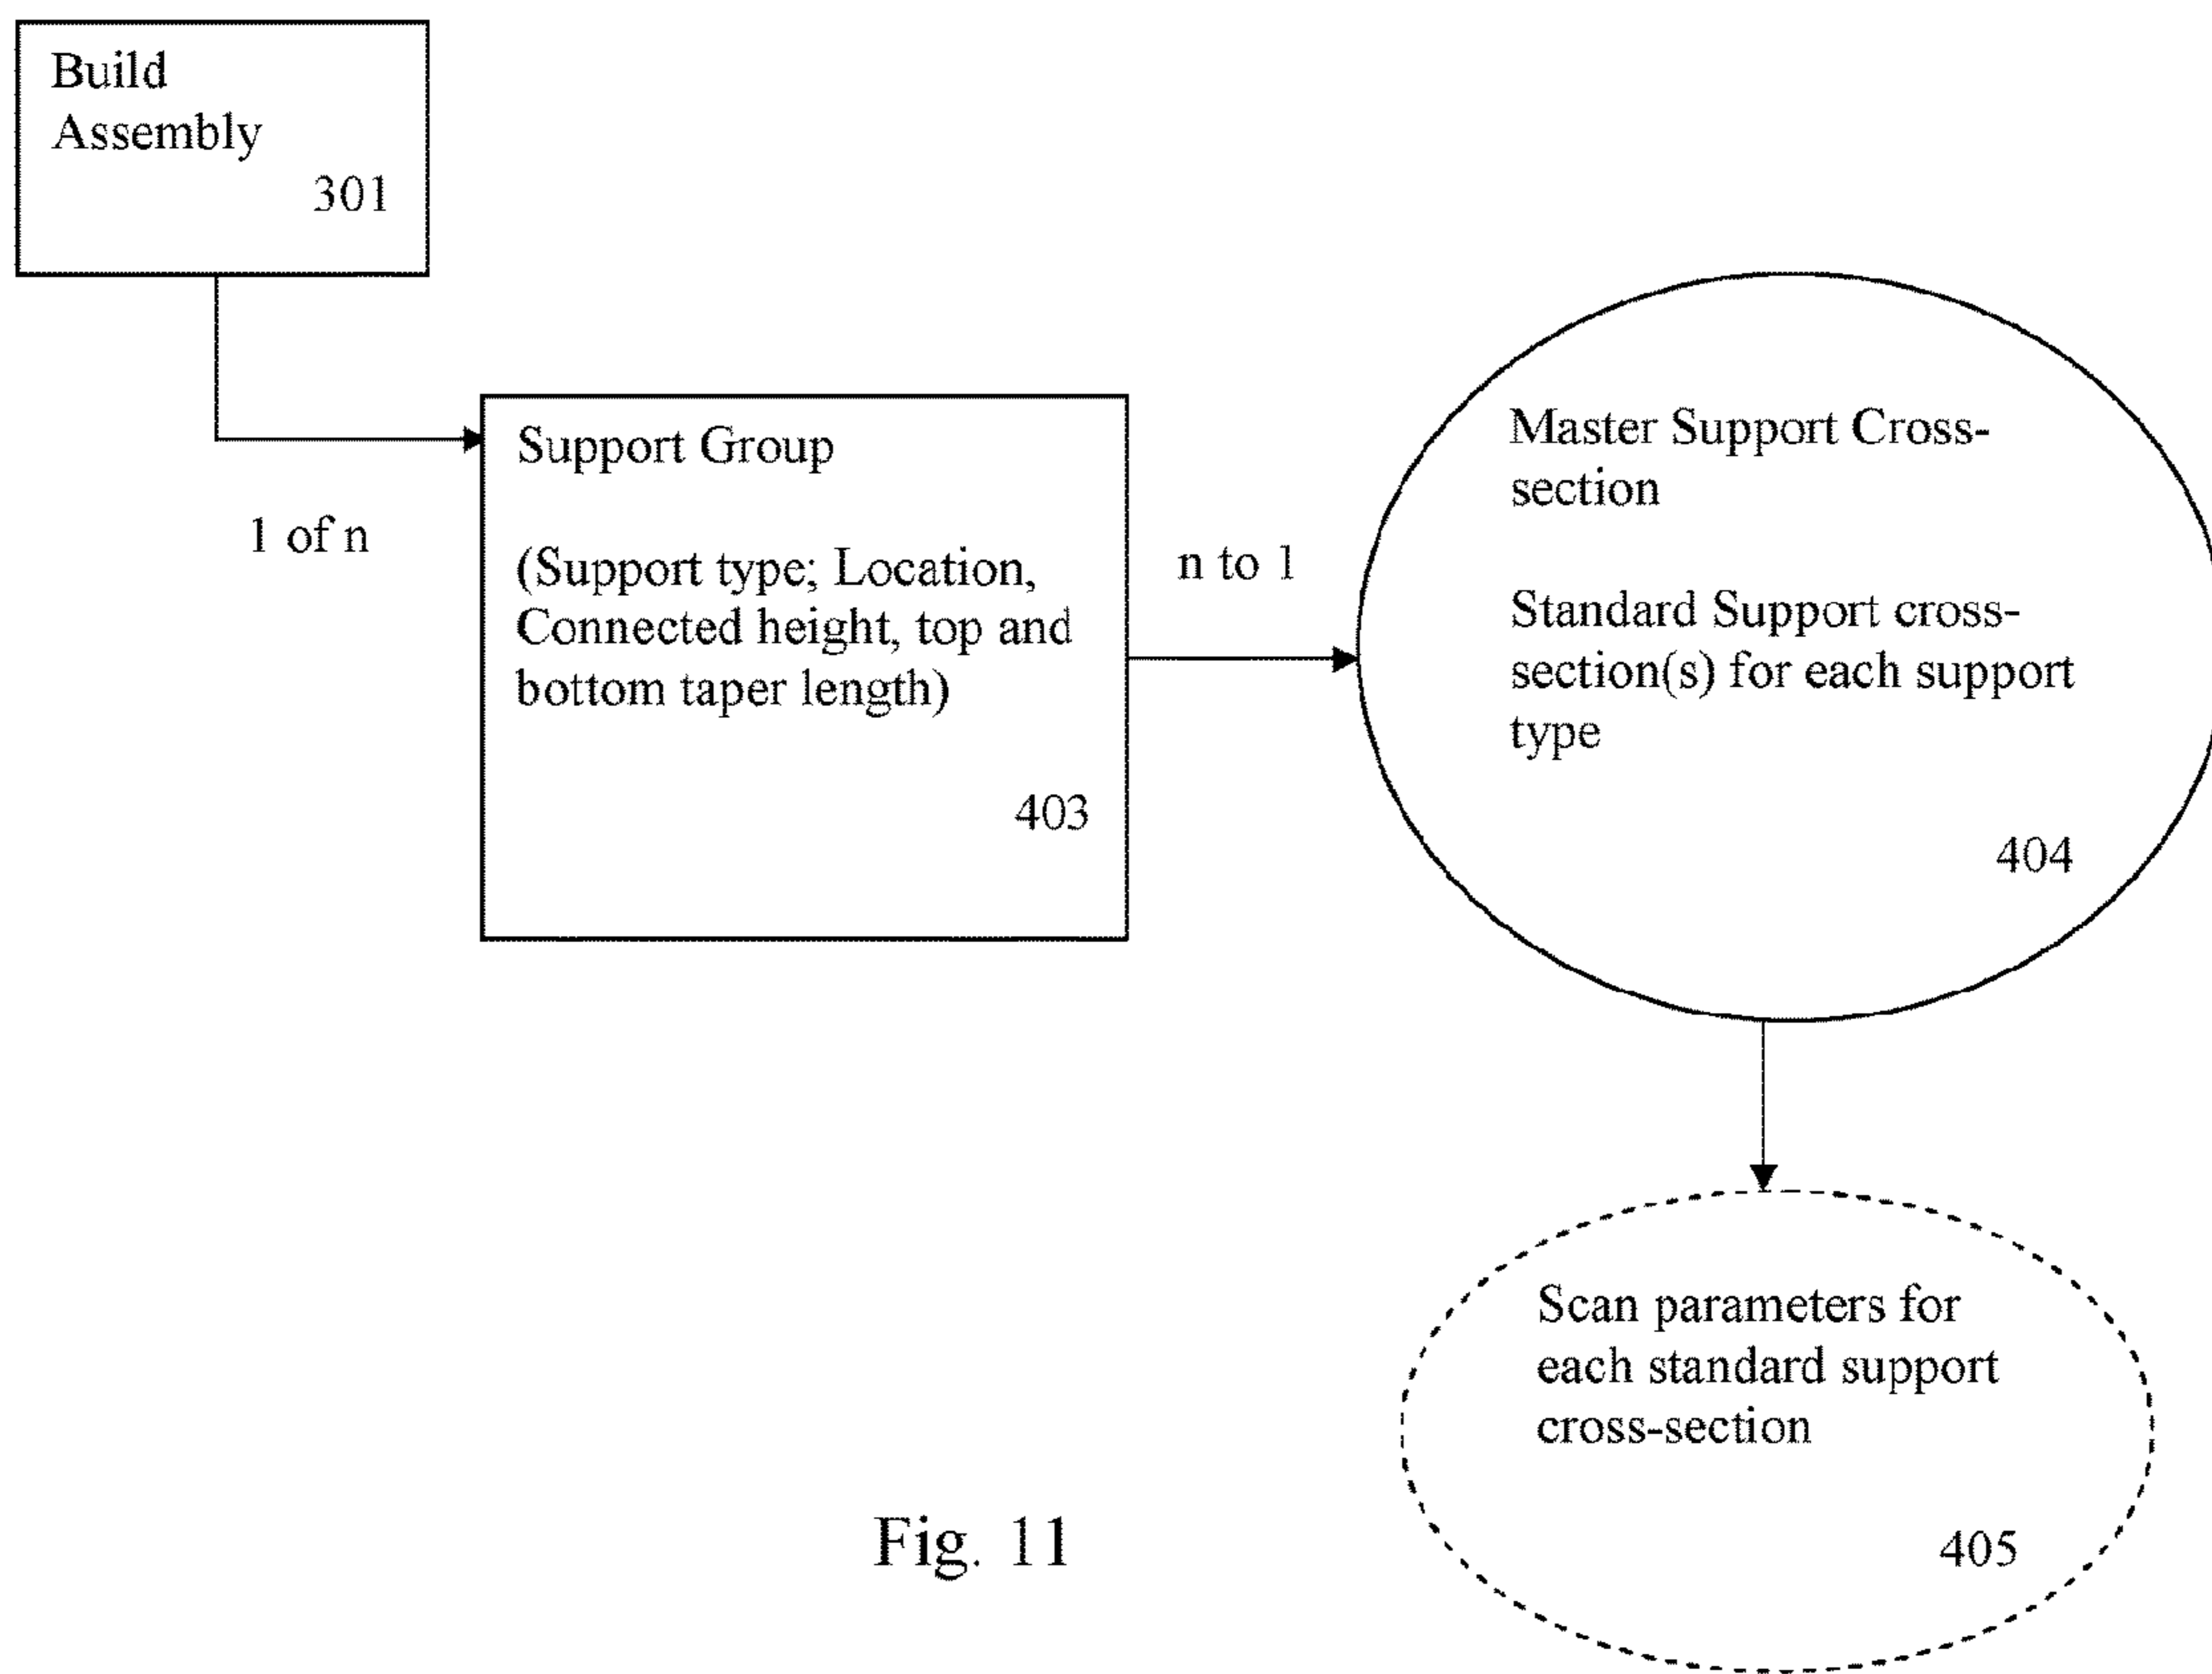 Build
Assembly
301
1 of n
Support Group
(Support type; Location,
Connected height, top and
bottom taper length)
403
n to 1
Master Support Cross-
section
Standard Support cross-
section(s) for each support
type
404
Scan parameters for
each standard support
cross-section
405
Fig. 11